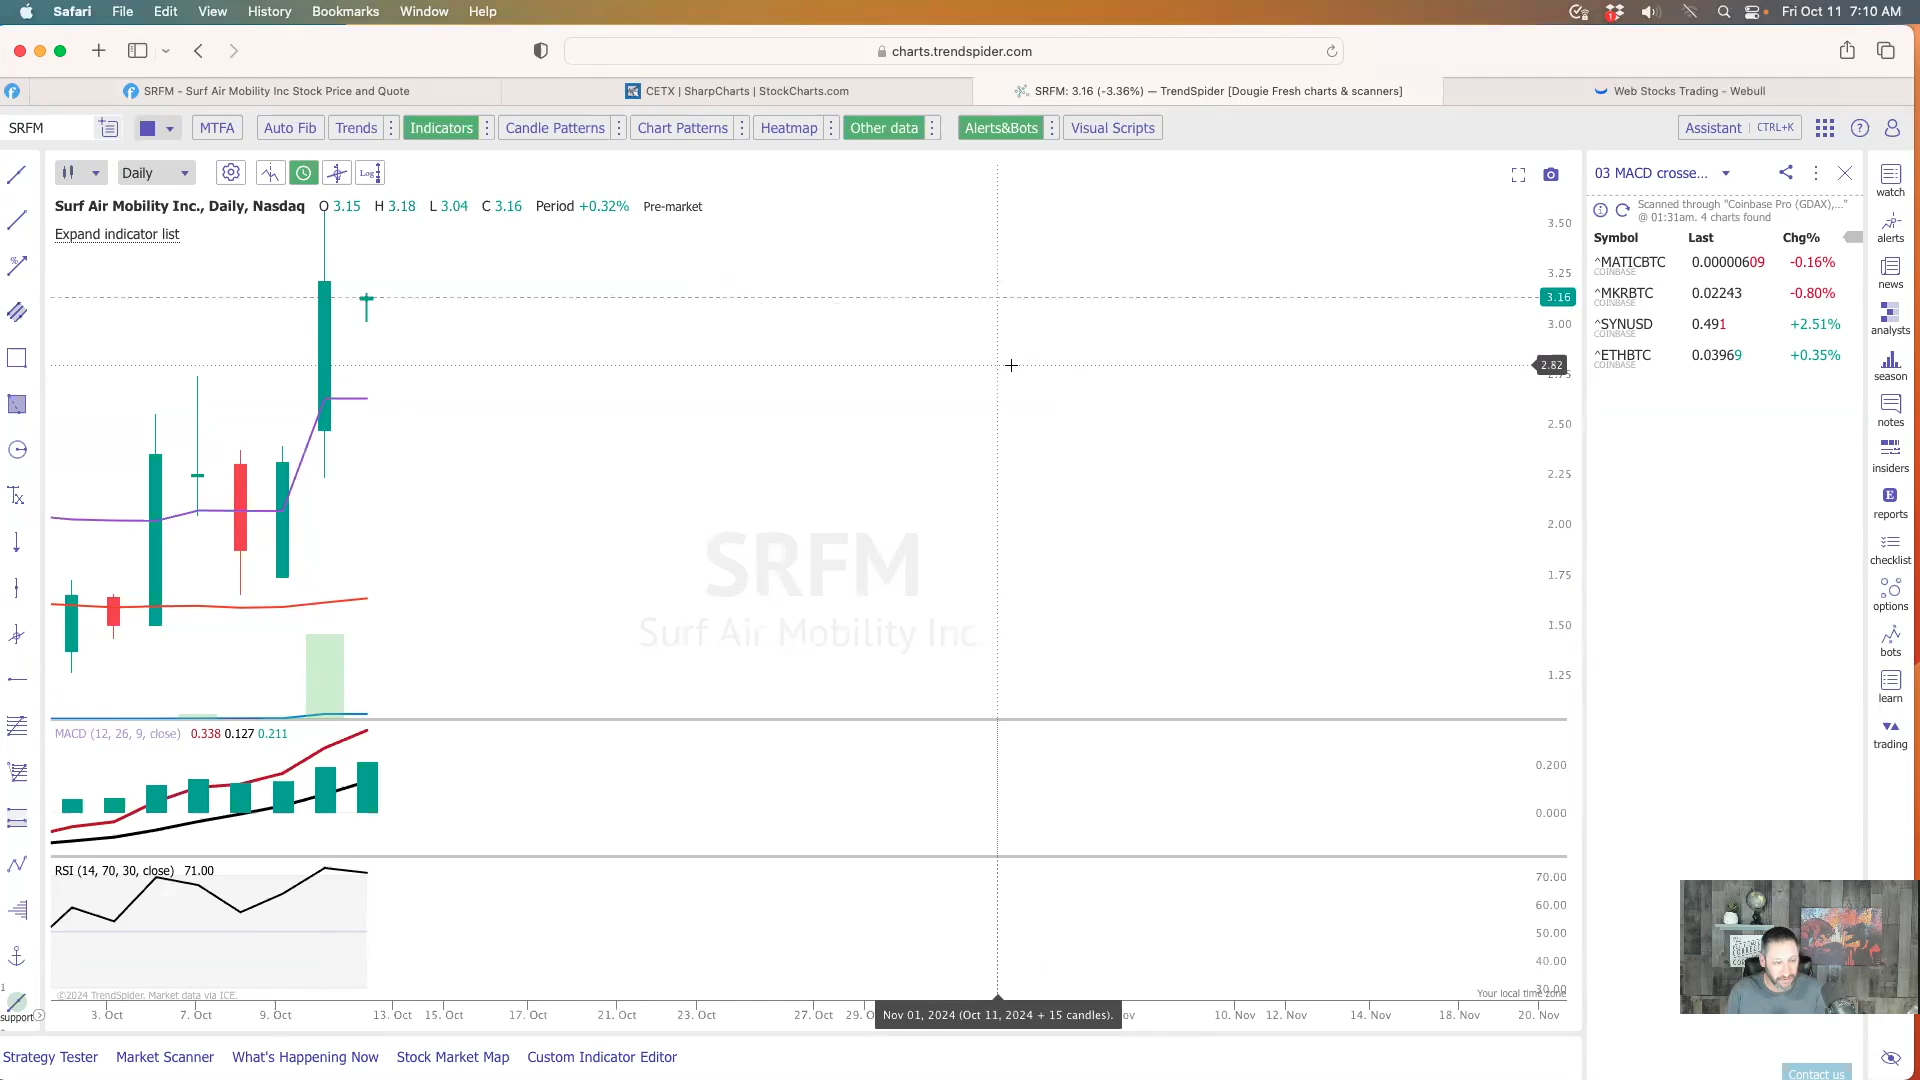 Safari File Edit View History Bookmarks Window Help Fri Oct 11 7:10 AM
charts.trendspider.com
SRFM - Surf Air Mobility Inc Stock Price and Quote
CETX | SharpCharts | StockCharts.com
SRFM: 3.16 (-3.36%) — TrendSpider [Dougie Fresh charts & scanners]
Web Stocks Trading - Webull
SRFM MTFA Auto Fib Trends Indicators Candle Patterns Chart Patterns Heatmap Other data Alerts&Bots Visual Scripts Assistant CTRL+K
Daily Log
Surf Air Mobility Inc., Daily, Nasdaq O 3.15 H 3.18 L 3.04 C 3.16 Period +0.32% Pre-market
Expand indicator list
3.50
3.25
3.16
3.00
2.82
2.50
2.25
2.00
1.75
1.50
1.25
SRFM
Surf Air Mobility Inc.
MACD (12, 26, 9, close) 0.338 0.127 0.211
0.200
0.000
RSI (14, 70, 30, close) 71.00
70.00
60.00
50.00
40.00
30.00
©2024 TrendSpider. Market data via ICE.
Your local time zone
3. Oct 7. Oct 9. Oct 13. Oct 15. Oct 17. Oct 21. Oct 23. Oct 27. Oct 29. O Nov 01, 2024 (Oct 11, 2024 + 15 candles). ov 10. Nov 12. Nov 14. Nov 18. Nov 20. Nov
Strategy Tester Market Scanner What's Happening Now Stock Market Map Custom Indicator Editor
1
support
03 MACD crosse...
Scanned through "Coinbase Pro (GDAX),..."
@ 01:31am. 4 charts found
Symbol Last Chg%
^MATICBTC 0.00000609 -0.16%
COINBASE
^MKRBTC 0.02243 -0.80%
COINBASE
^SYNUSD 0.491 +2.51%
COINBASE
^ETHBTC 0.03969 +0.35%
COINBASE
watch
alerts
news
analysts
season
notes
insiders
reports
checklist
options
bots
learn
trading
Contact us